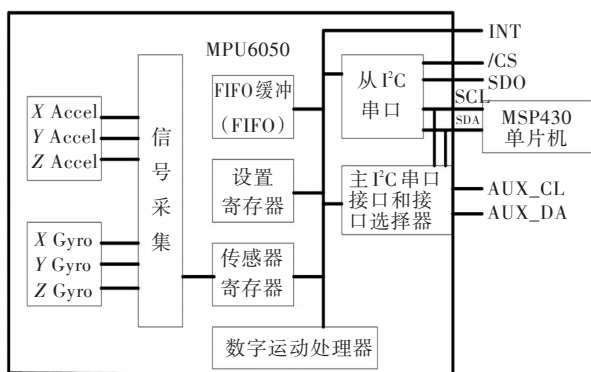 MPU6050
INT
/CS
SDO
SCL
SDA
MSP430
单片机
AUX_CL
AUX_DA
X Accel
Y Accel
Z Accel
X Gyro
Y Gyro
Z Gyro
信
号
采
集
FIFO缓冲
（FIFO）
设置
寄存器
传感器
寄存器
数字运动处理器
从I²C
串口
主I²C串口
接口和接
口选择器